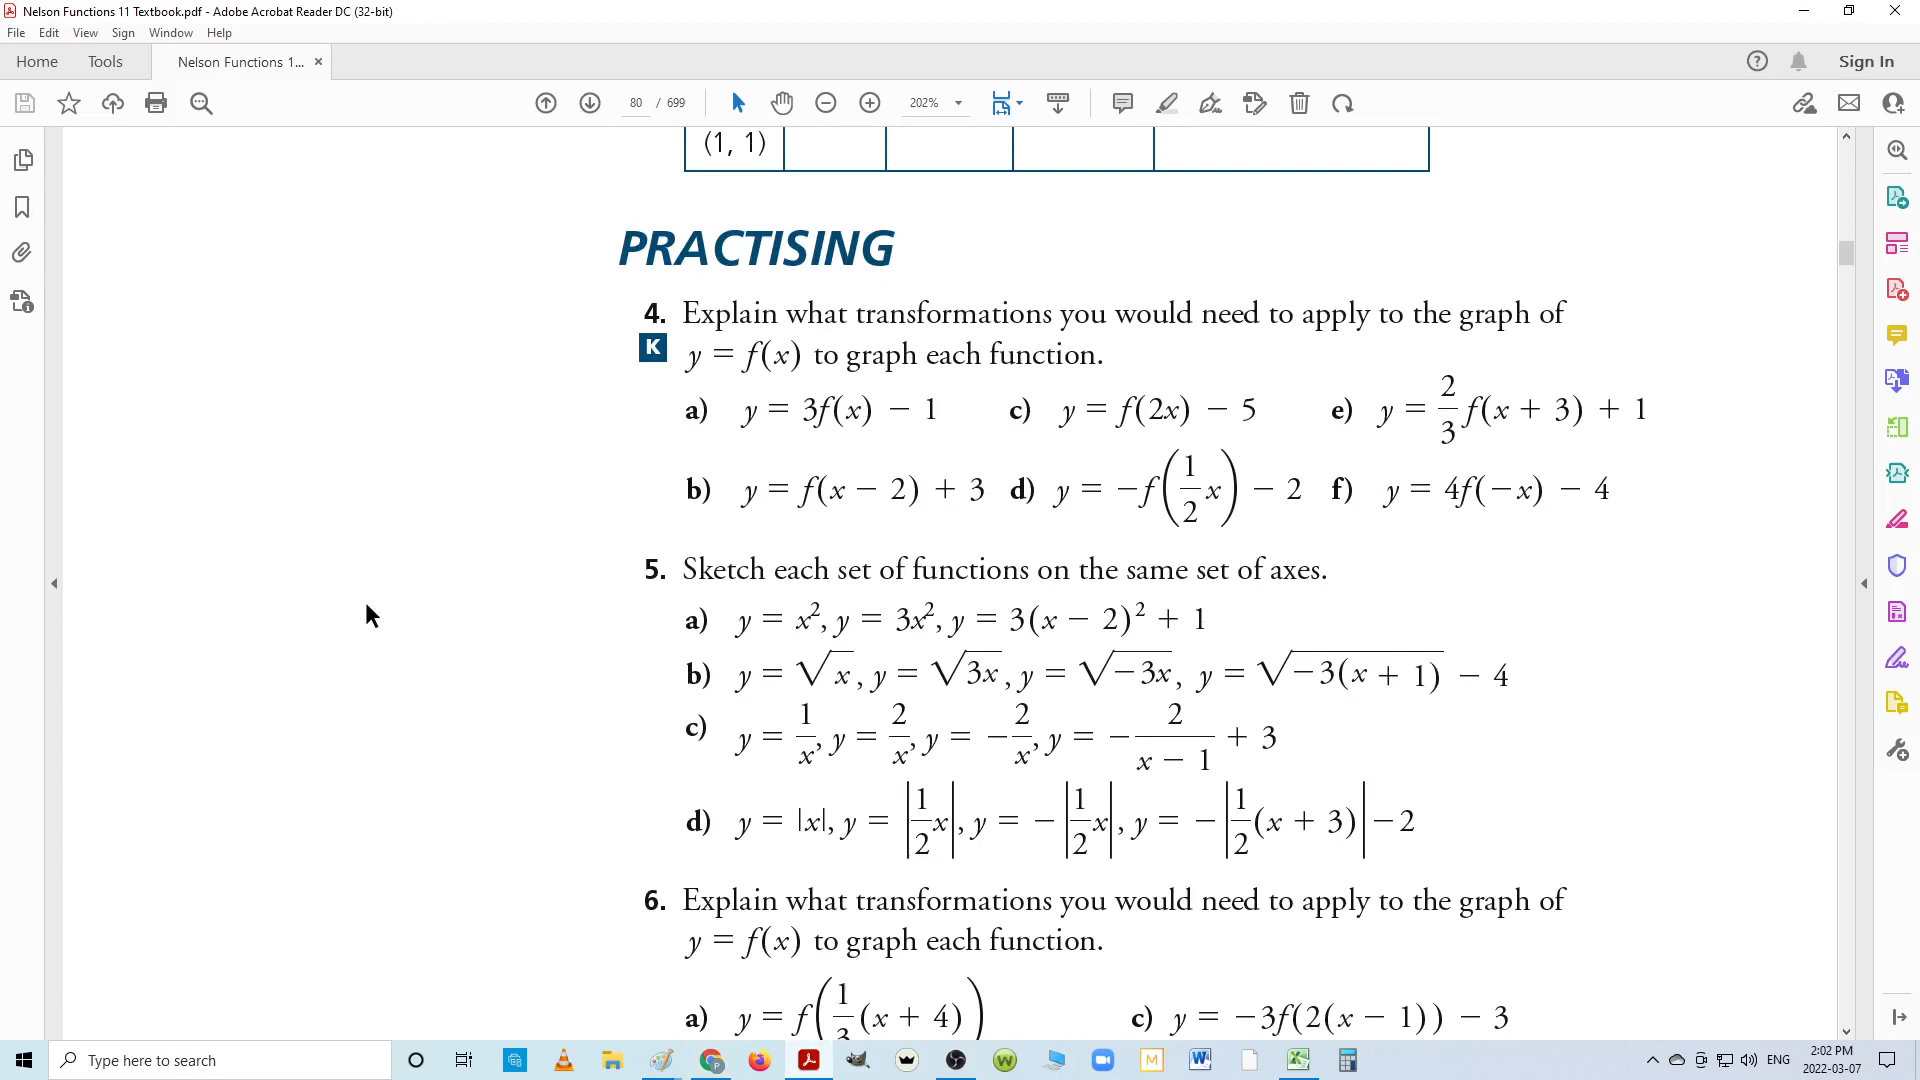 Nelson Functions 11 Textbook.pdf - Adobe Acrobat Reader DC (32-bit)
File Edit View Sign Window Help
Home Tools Nelson Functions 1... × Sign In
80 / 699 202%
(1, 1)
PRACTISING
4. Explain what transformations you would need to apply to the graph of
K y = f(x) to graph each function.
a) y = 3f(x) − 1 c) y = f(2x) − 5 e) y = 2/3 f(x + 3) + 1
b) y = f(x − 2) + 3 d) y = −f(1/2 x) − 2 f) y = 4f(−x) − 4
5. Sketch each set of functions on the same set of axes.
a) y = x², y = 3x², y = 3(x − 2)² + 1
b) y = √x, y = √3x, y = √−3x, y = √−3(x + 1) − 4
c) y = 1/x, y = 2/x, y = −2/x, y = −2/(x − 1) + 3
d) y = |x|, y = |1/2 x|, y = −|1/2 x|, y = −|1/2 (x + 3)| − 2
6. Explain what transformations you would need to apply to the graph of
y = f(x) to graph each function.
a) y = f(1/3 (x + 4)) c) y = −3f(2(x − 1)) − 3
Type here to search ENG 2:02 PM
2022-03-07